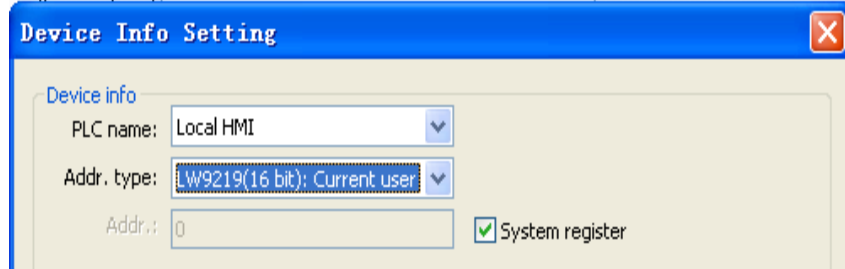 Device Info Setting
Device info
PLC name: Local HMI
Addr. type: LW9219(16 bit): Current user
Addr.: 0
System register